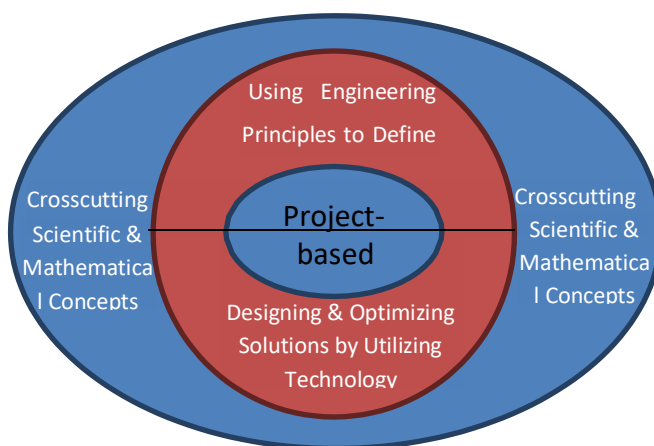 Using Engineering
Principles to Define
Crosscutting
Scientific &
Mathematica
l Concepts
Project-
based
Crosscutting
Scientific &
Mathematica
l Concepts
Designing & Optimizing
Solutions by Utilizing
Technology